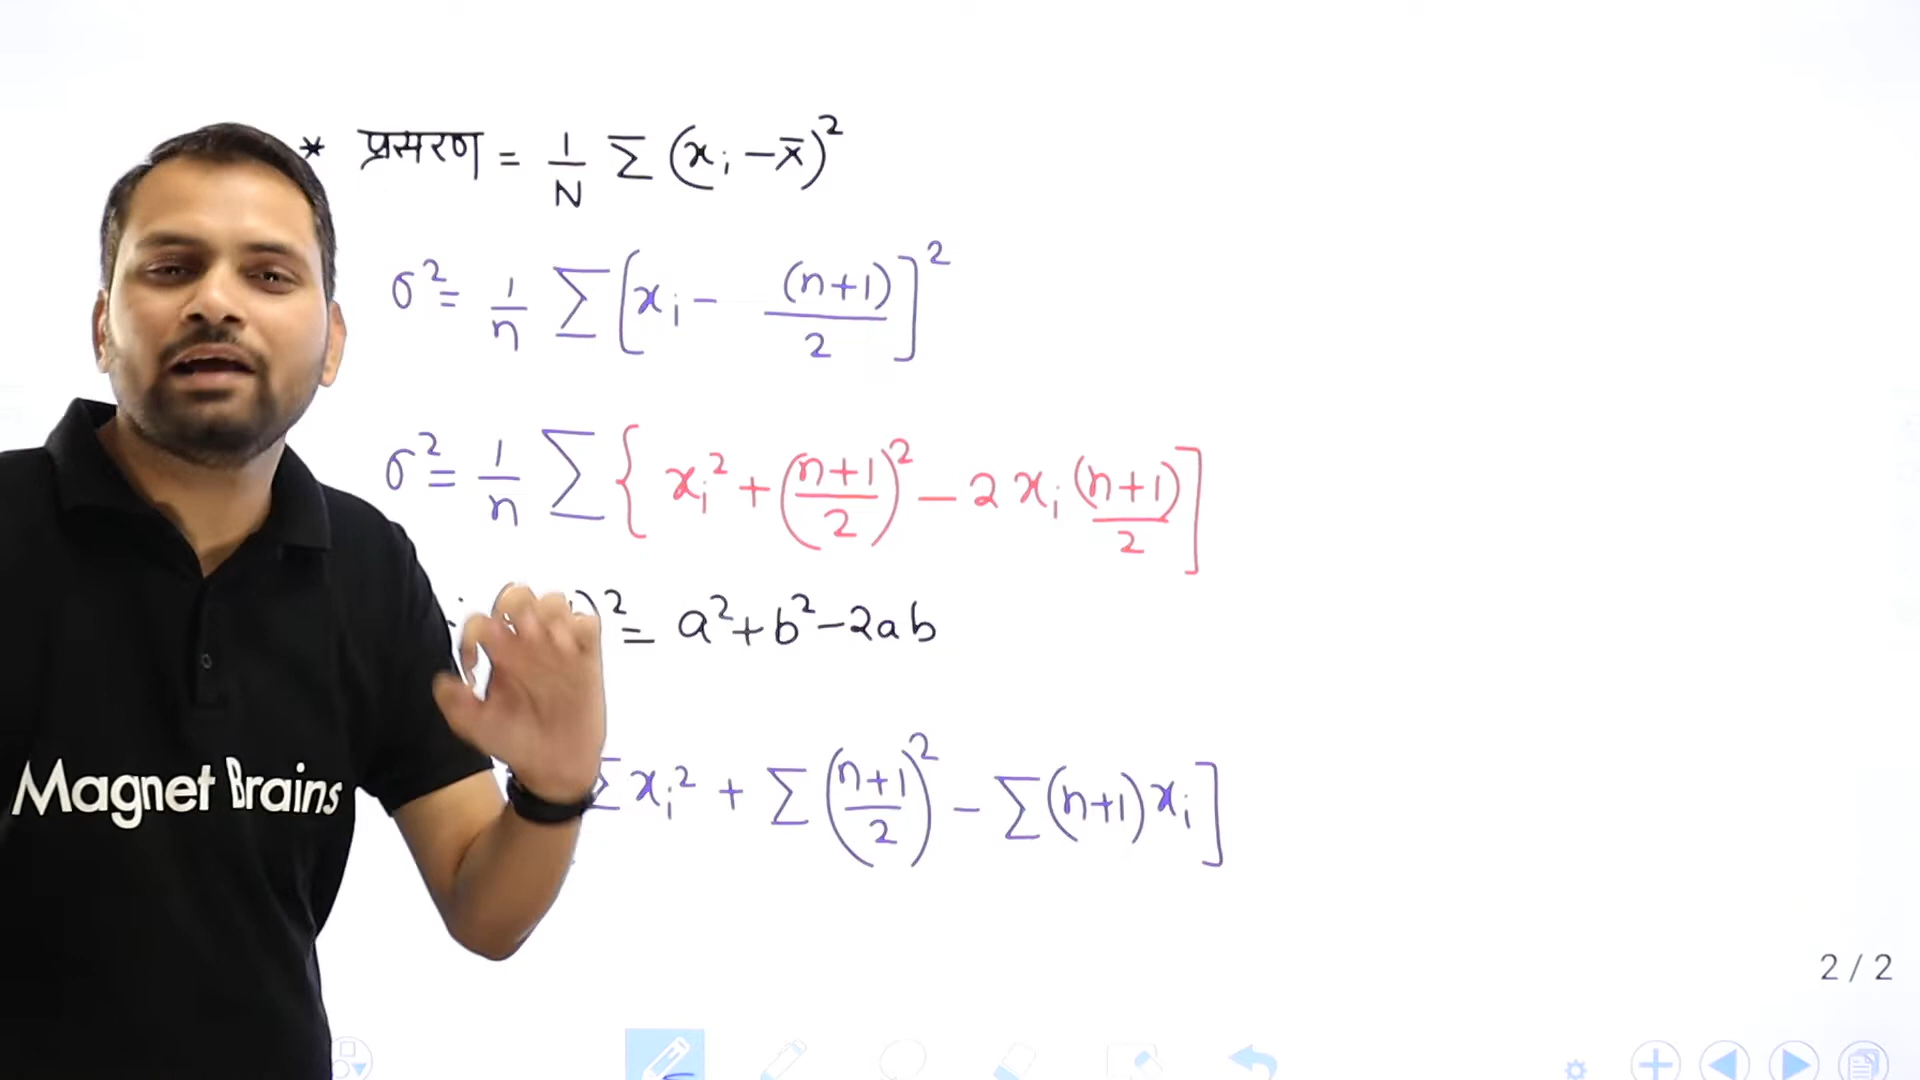 * प्रसरण = 1/N Σ (xᵢ - x̄)²
σ² = 1/n Σ [xᵢ - (n+1)/2]²
σ² = 1/n Σ { xᵢ² + ((n+1)/2)² - 2 xᵢ (n+1)/2 ]
)² = a² + b² - 2ab
Σ xᵢ² + Σ ((n+1)/2)² - Σ (n+1) xᵢ ]
Magnet Brains
2 / 2